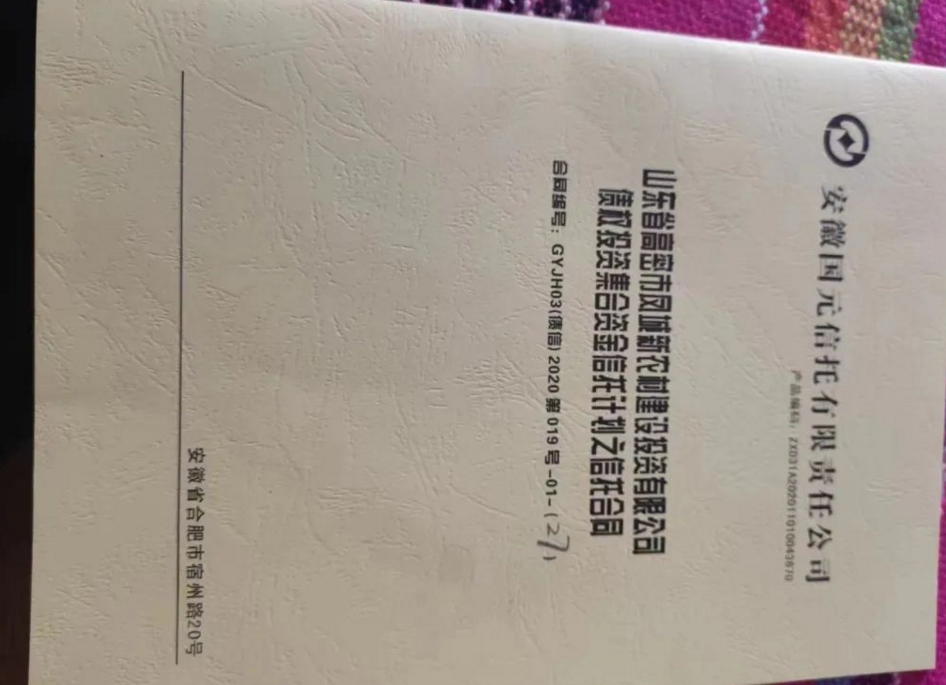 安徽国元信托有限责任公司
产品编码：ZXD31A202011010043870
山东省高密市凤城新农村建设投资有限公司
债权投资集合资金信托计划之信托合同
合同编号：GYJH03(债信) 2020 第 019 号-01-(27)
安徽省合肥市宿州路20号